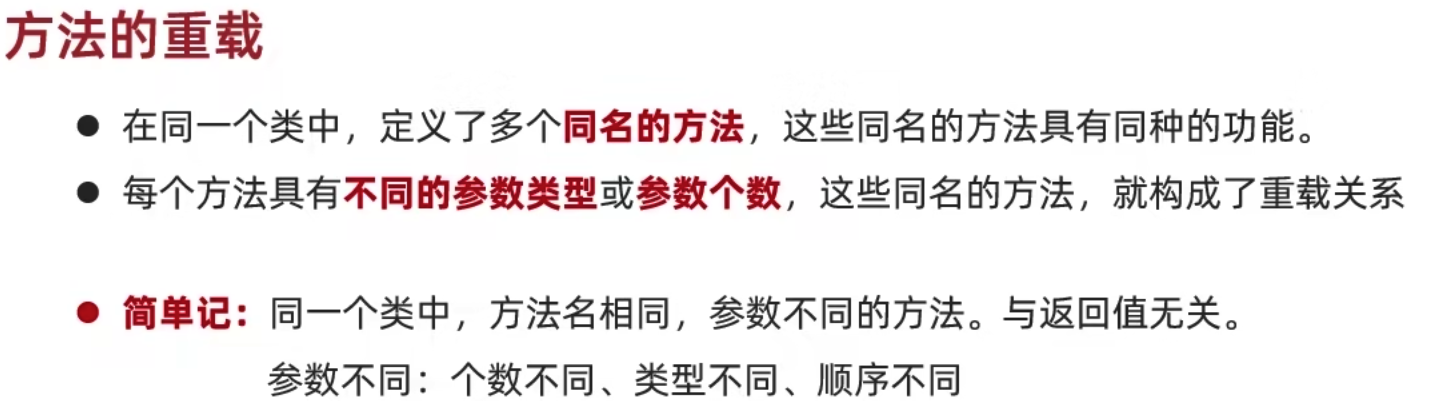 方法的重载
● 在同一个类中，定义了多个同名的方法，这些同名的方法具有同种的功能。
● 每个方法具有不同的参数类型或参数个数，这些同名的方法，就构成了重载关系
● 简单记：同一个类中，方法名相同，参数不同的方法。与返回值无关。
参数不同：个数不同、类型不同、顺序不同